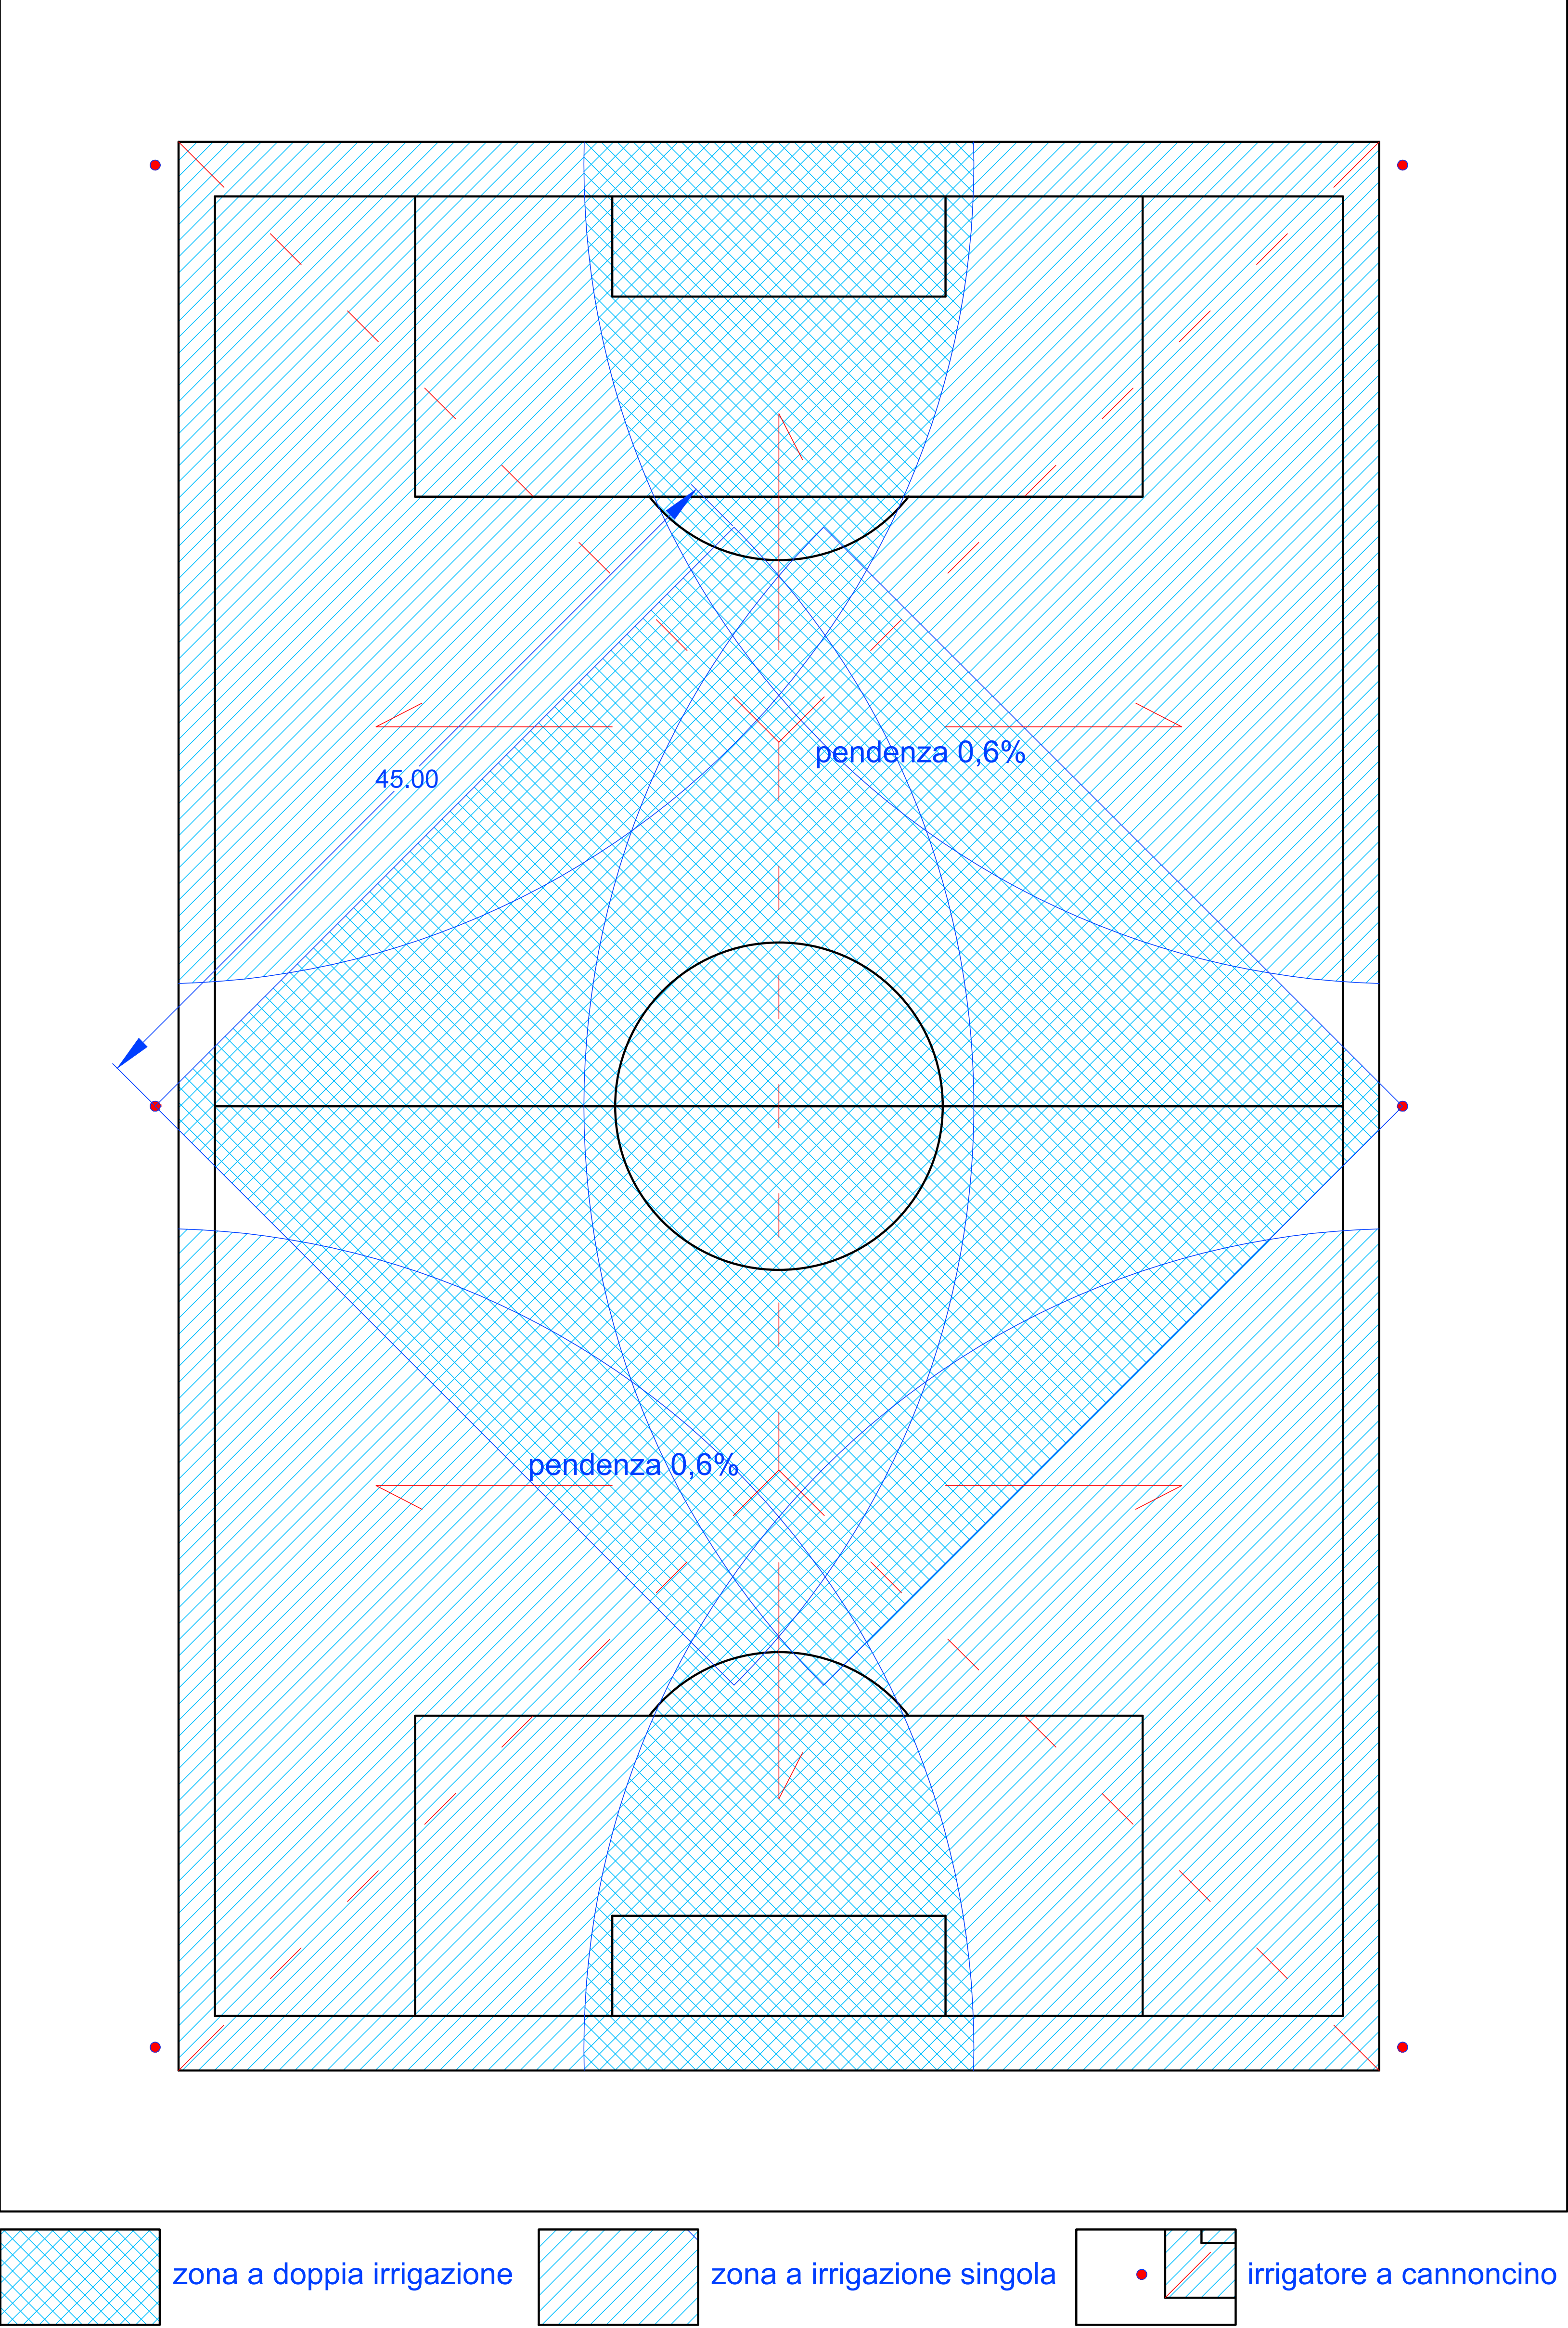 pendenza 0,6%
45.00
pendenza 0,6%
zona a doppia irrigazione
zona a irrigazione singola
irrigatore a cannoncino